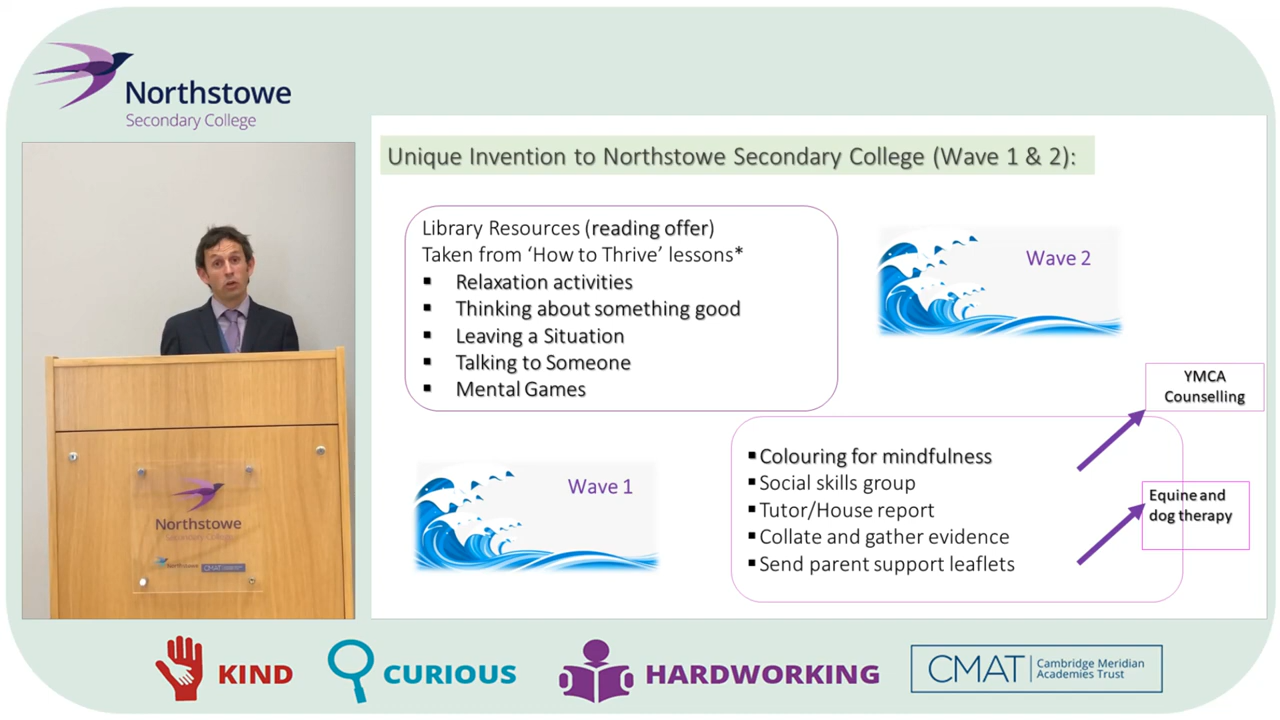 Northstowe
Secondary College
Unique Invention to Northstowe Secondary College (Wave 1 & 2):
Library Resources (reading offer)
Taken from ‘How to Thrive’ lessons*
▪ Relaxation activities
▪ Thinking about something good
▪ Leaving a Situation
▪ Talking to Someone
▪ Mental Games
Wave 2
Wave 1
▪Colouring for mindfulness
▪Social skills group
▪Tutor/House report
▪Collate and gather evidence
▪Send parent support leaflets
YMCA
Counselling
Equine and
dog therapy
Northstowe
Secondary College
Northstowe
CMAT
KIND
CURIOUS
HARDWORKING
CMAT
Cambridge Meridian
Academies Trust